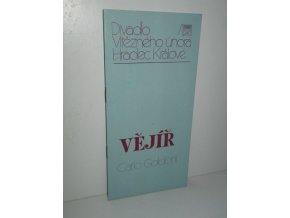 Divadlo
Vítězného února
Hradec Králové
VĚJÍŘ
Carlo Goldoni